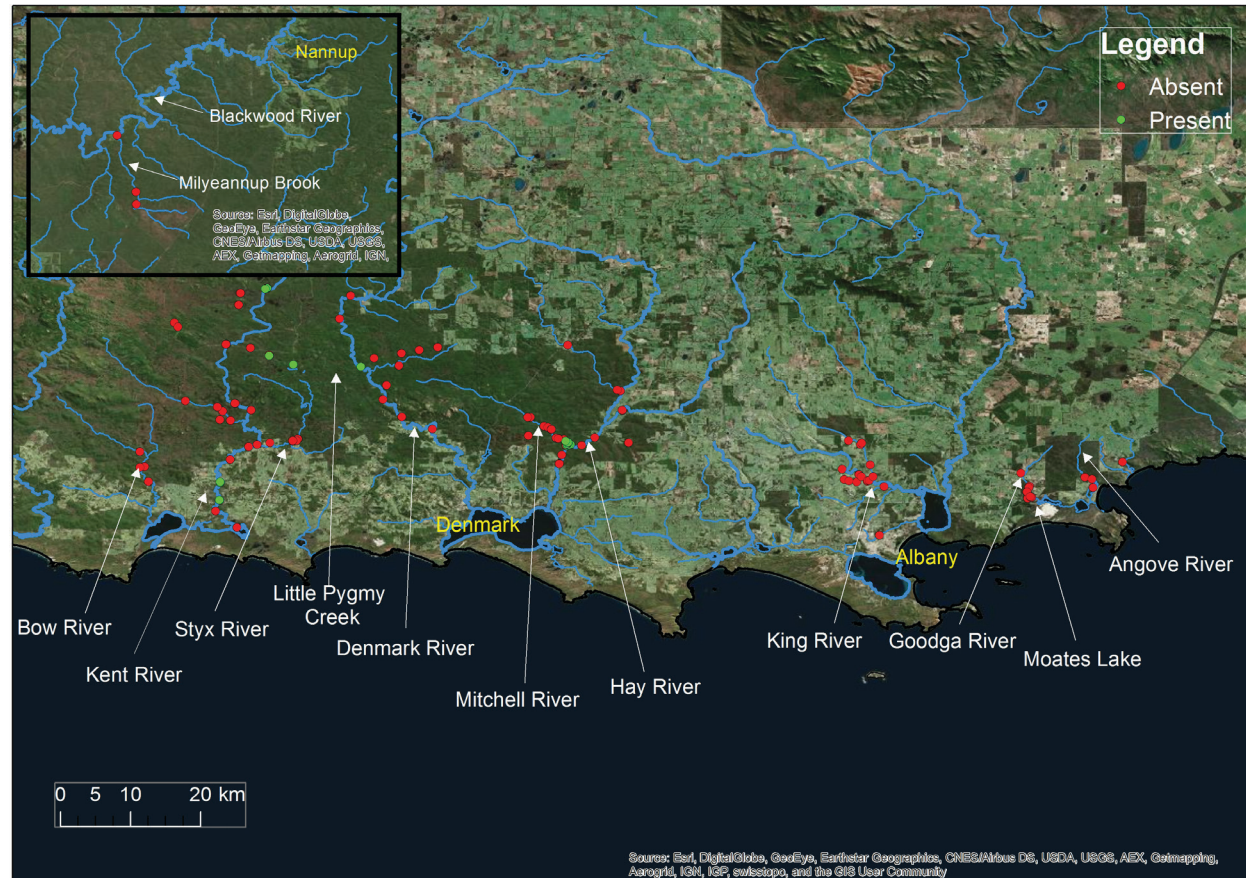 Nannup
Blackwood River
Milyeannup Brook
Source: Esri, DigitalGlobe,
GeoEye, Earthstar Geographics,
CNES/Airbus DS, USDA, USGS,
AEX, Getmapping, Aerogrid, IGN,
Legend
Absent
Present
Denmark
Albany
Bow River
Kent River
Styx River
Little Pygmy
Creek
Denmark River
Mitchell River
Hay River
King River
Goodga River
Moates Lake
Angove River
0 5 10 20 km
Source: Esri, DigitalGlobe, GeoEye, Earthstar Geographics, CNES/Airbus DS, USDA, USGS, AEX, Getmapping,
Aerogrid, IGN, IGP, swisstopo, and the GIS User Community